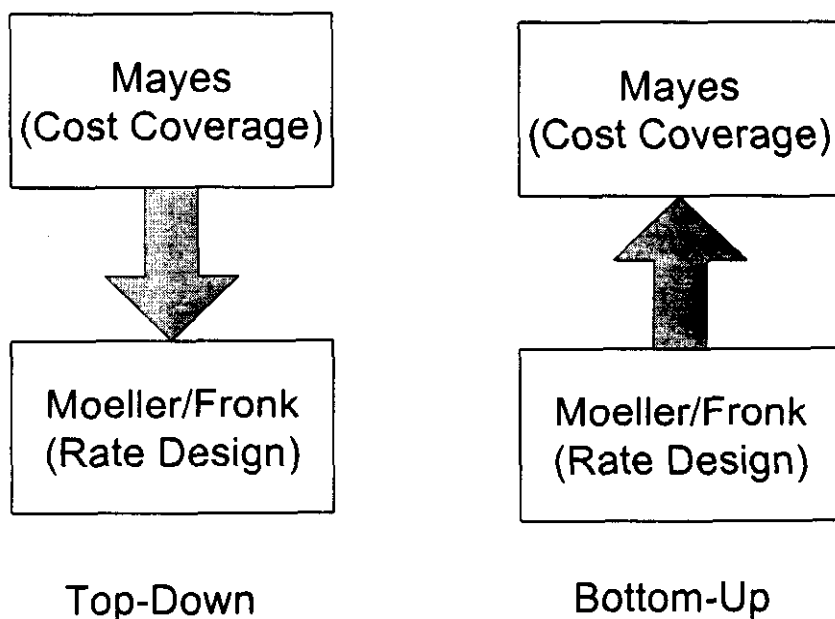 Mayes
(Cost Coverage)
Moeller/Fronk
(Rate Design)
Top-Down
Mayes
(Cost Coverage)
Moeller/Fronk
(Rate Design)
Bottom-Up